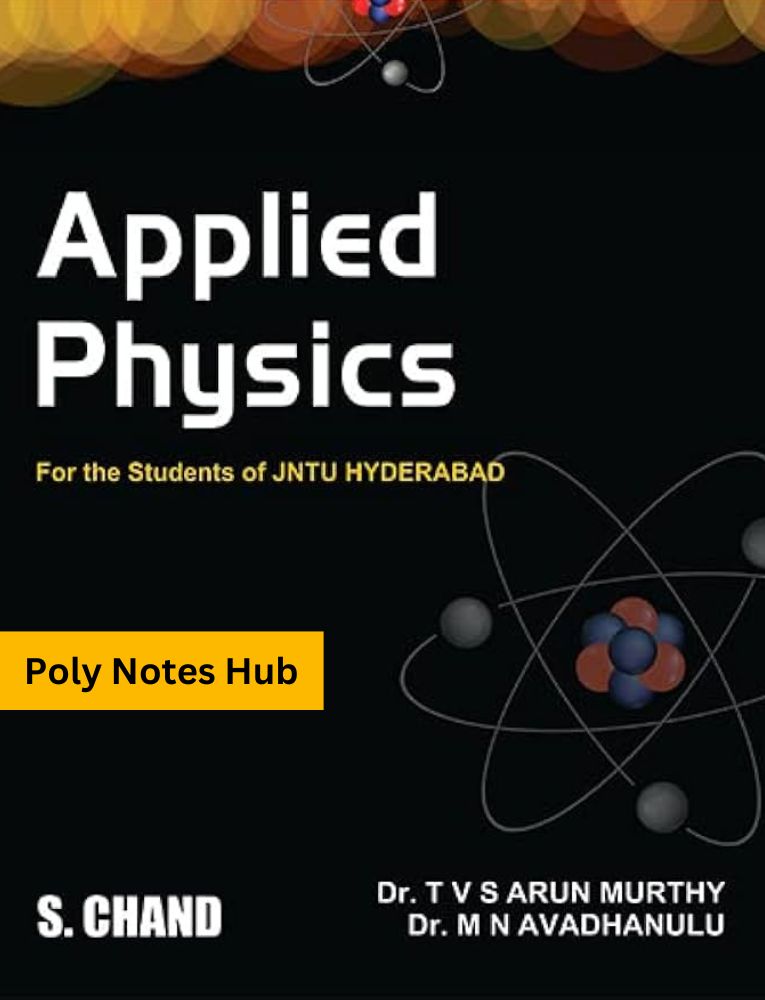 Applied
Physics
For the Students of JNTU HYDERABAD
Poly Notes Hub
S. CHAND
Dr. T V S ARUN MURTHY
Dr. M N AVADHANULU